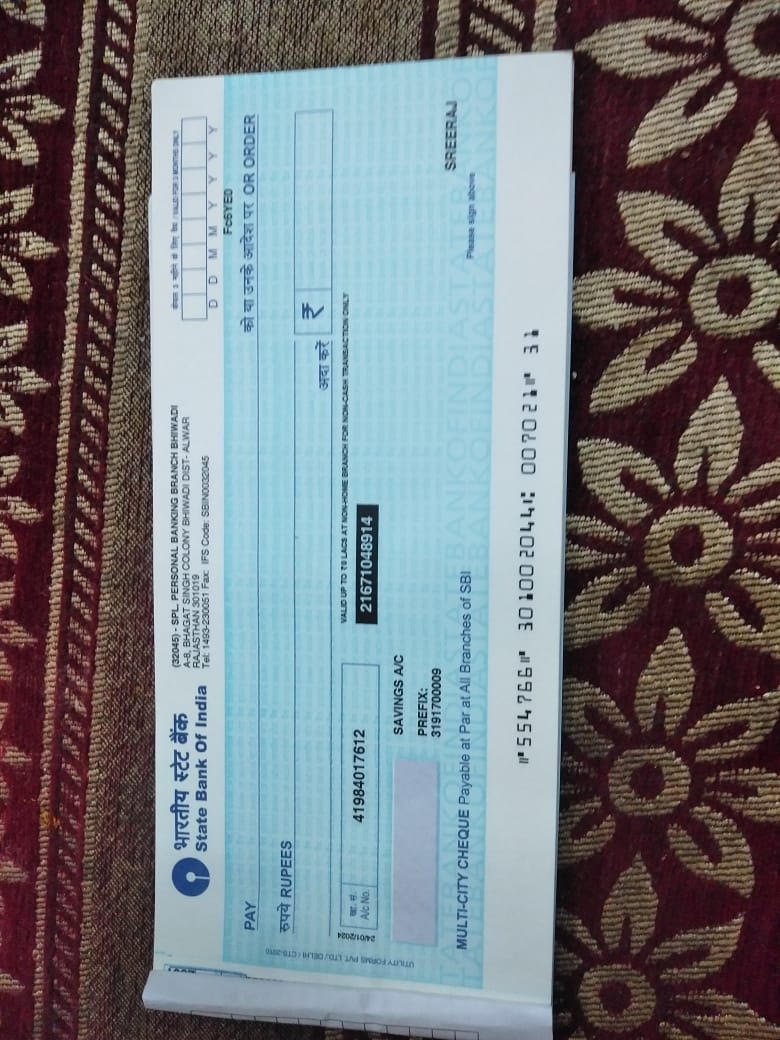 केवल 3 महीने के लिए वैध / VALID FOR 3 MONTHS ONLY
D D M M Y Y Y Y
भारतीय स्टेट बैंक
State Bank Of India
(32045) - SPL. PERSONAL BANKING BRANCH BHIWADI
A-8, BHAGAT SINGH COLONY BHIWADI DIST- ALWAR
RAJASTHAN 301019
Tel: 1493-230051 Fax: IFS Code: SBIN0032045
Fc6YE0
PAY
को या उनके आदेश पर OR ORDER
रुपये RUPEES
अदा करें
₹
24/01/2024
खा. सं.
A/c No.
41984017612
VALID UP TO ₹ LACS AT NON-HOME BRANCH FOR NON-CASH TRANSACTION ONLY
21671048914
SAVINGS A/C
PREFIX:
3191700009
SREERAJ
Please sign above
MULTI-CITY CHEQUE Payable at Par at All Branches of SBI
UTILITY FORMS PVT. LTD./ DELHI / CTS-2010
⑈554766⑈ 301002044⑆ 007021⑈ 31